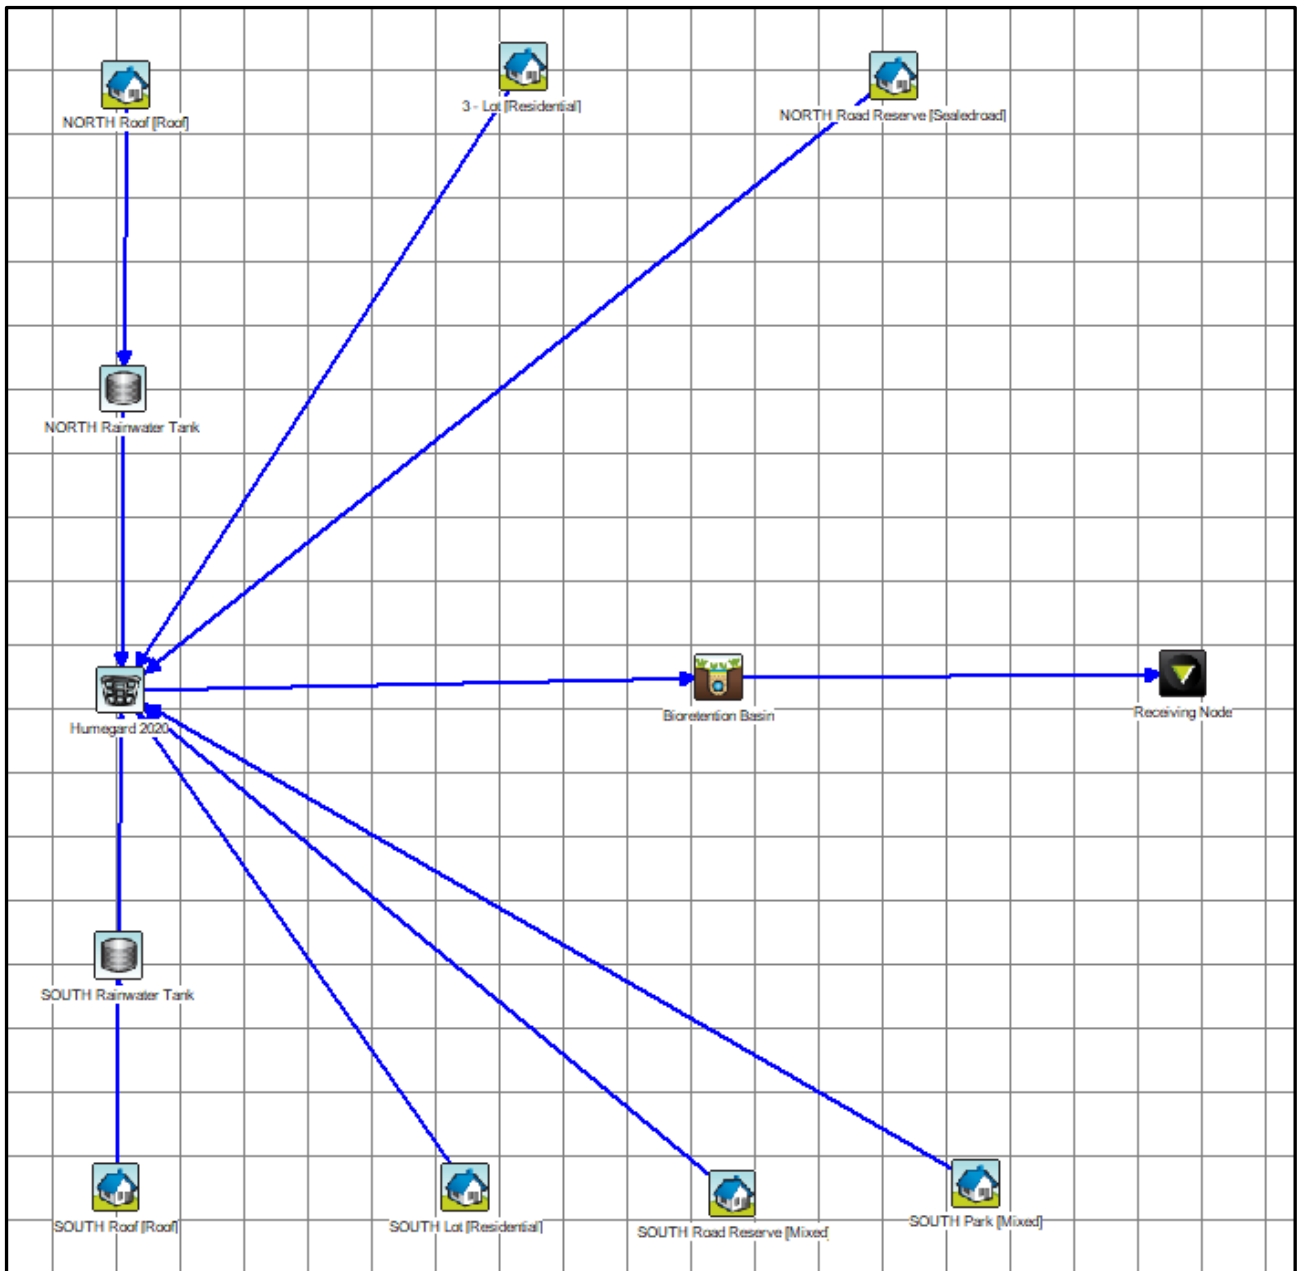 NORTH Roof [Roof]
3 - Lot [Residential]
NORTH Road Reserve [Sealedroad]
NORTH Rainwater Tank
Humegard 2020
Bioretention Basin
Receiving Node
SOUTH Rainwater Tank
SOUTH Roof [Roof]
SOUTH Lot [Residential]
SOUTH Road Reserve [Mixed]
SOUTH Park [Mixed]